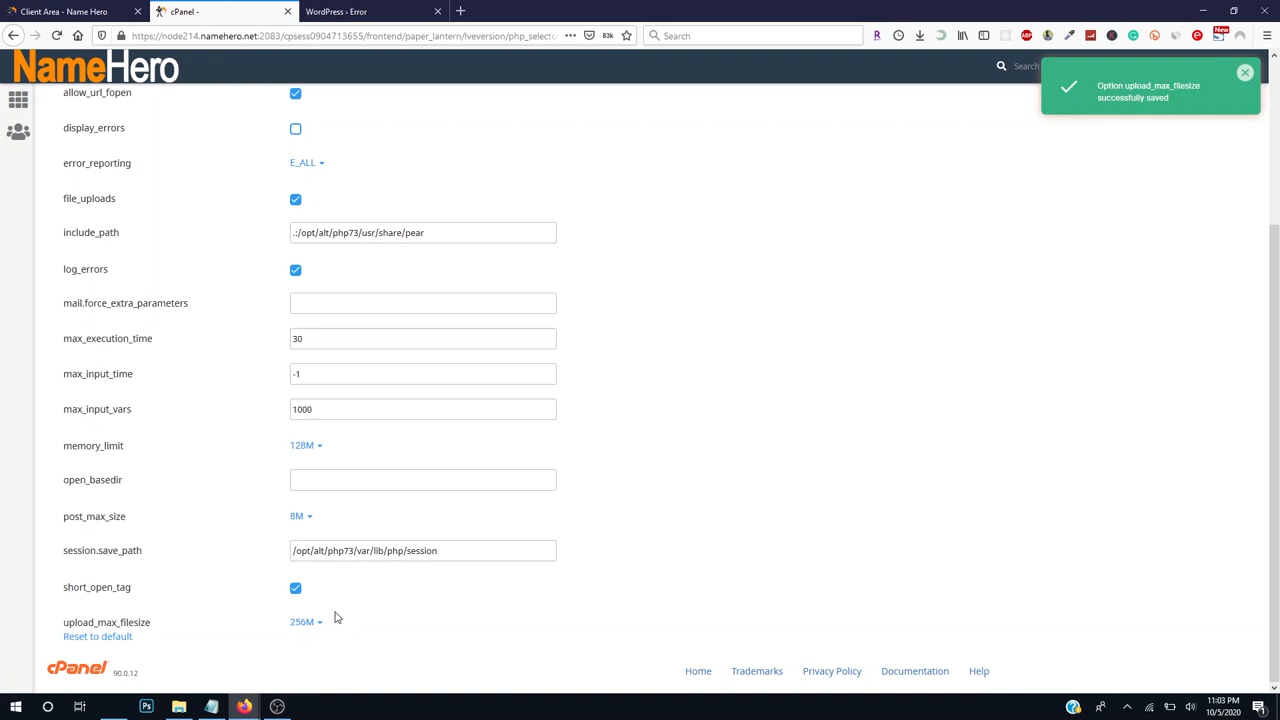 Client Area - Name Hero
cPanel -
WordPress › Error
https://node214.namehero.net:2083/cpsess0904713655/frontend/paper_lantern/lveversion/php_selecto
83k
Search
New
NameHero
Search
Option upload_max_filesize
successfully saved
allow_url_fopen
display_errors
error_reporting
E_ALL
file_uploads
include_path
.:/opt/alt/php73/usr/share/pear
log_errors
mail.force_extra_parameters
max_execution_time
30
max_input_time
-1
max_input_vars
1000
memory_limit
128M
open_basedir
post_max_size
8M
session.save_path
/opt/alt/php73/var/lib/php/session
short_open_tag
upload_max_filesize
256M
Reset to default
cPanel
90.0.12
Home
Trademarks
Privacy Policy
Documentation
Help
Ps
11:03 PM
10/5/2020